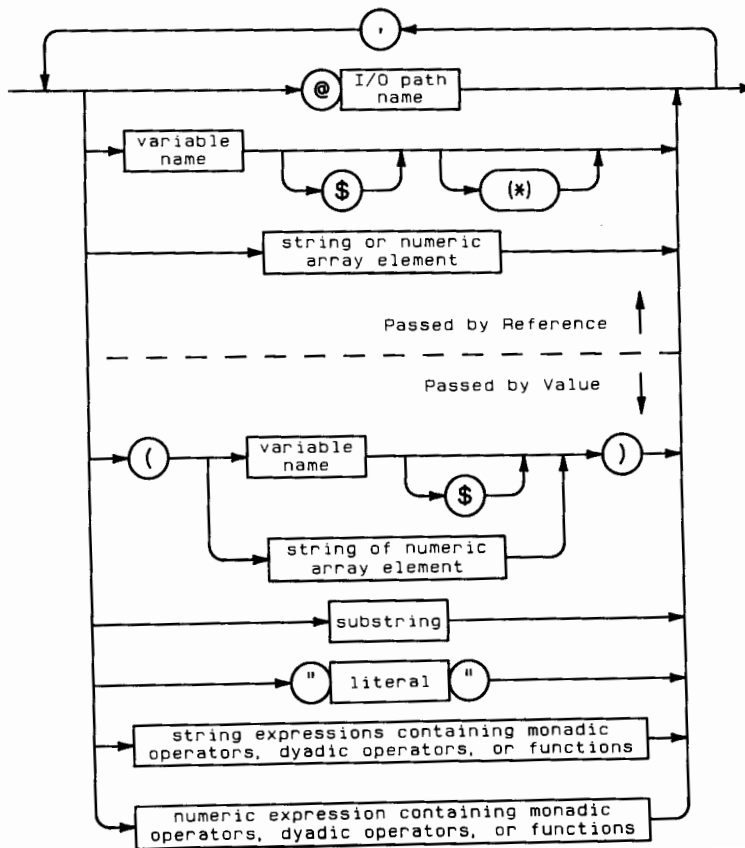 ,
@ I/O path
name
variable
name
$
(*)
string or numeric
array element
Passed by Reference
Passed by Value
(
variable
name
$
)
string of numeric
array element
substring
" literal "
string expressions containing monadic
operators, dyadic operators, or functions
numeric expression containing monadic
operators, dyadic operators, or functions